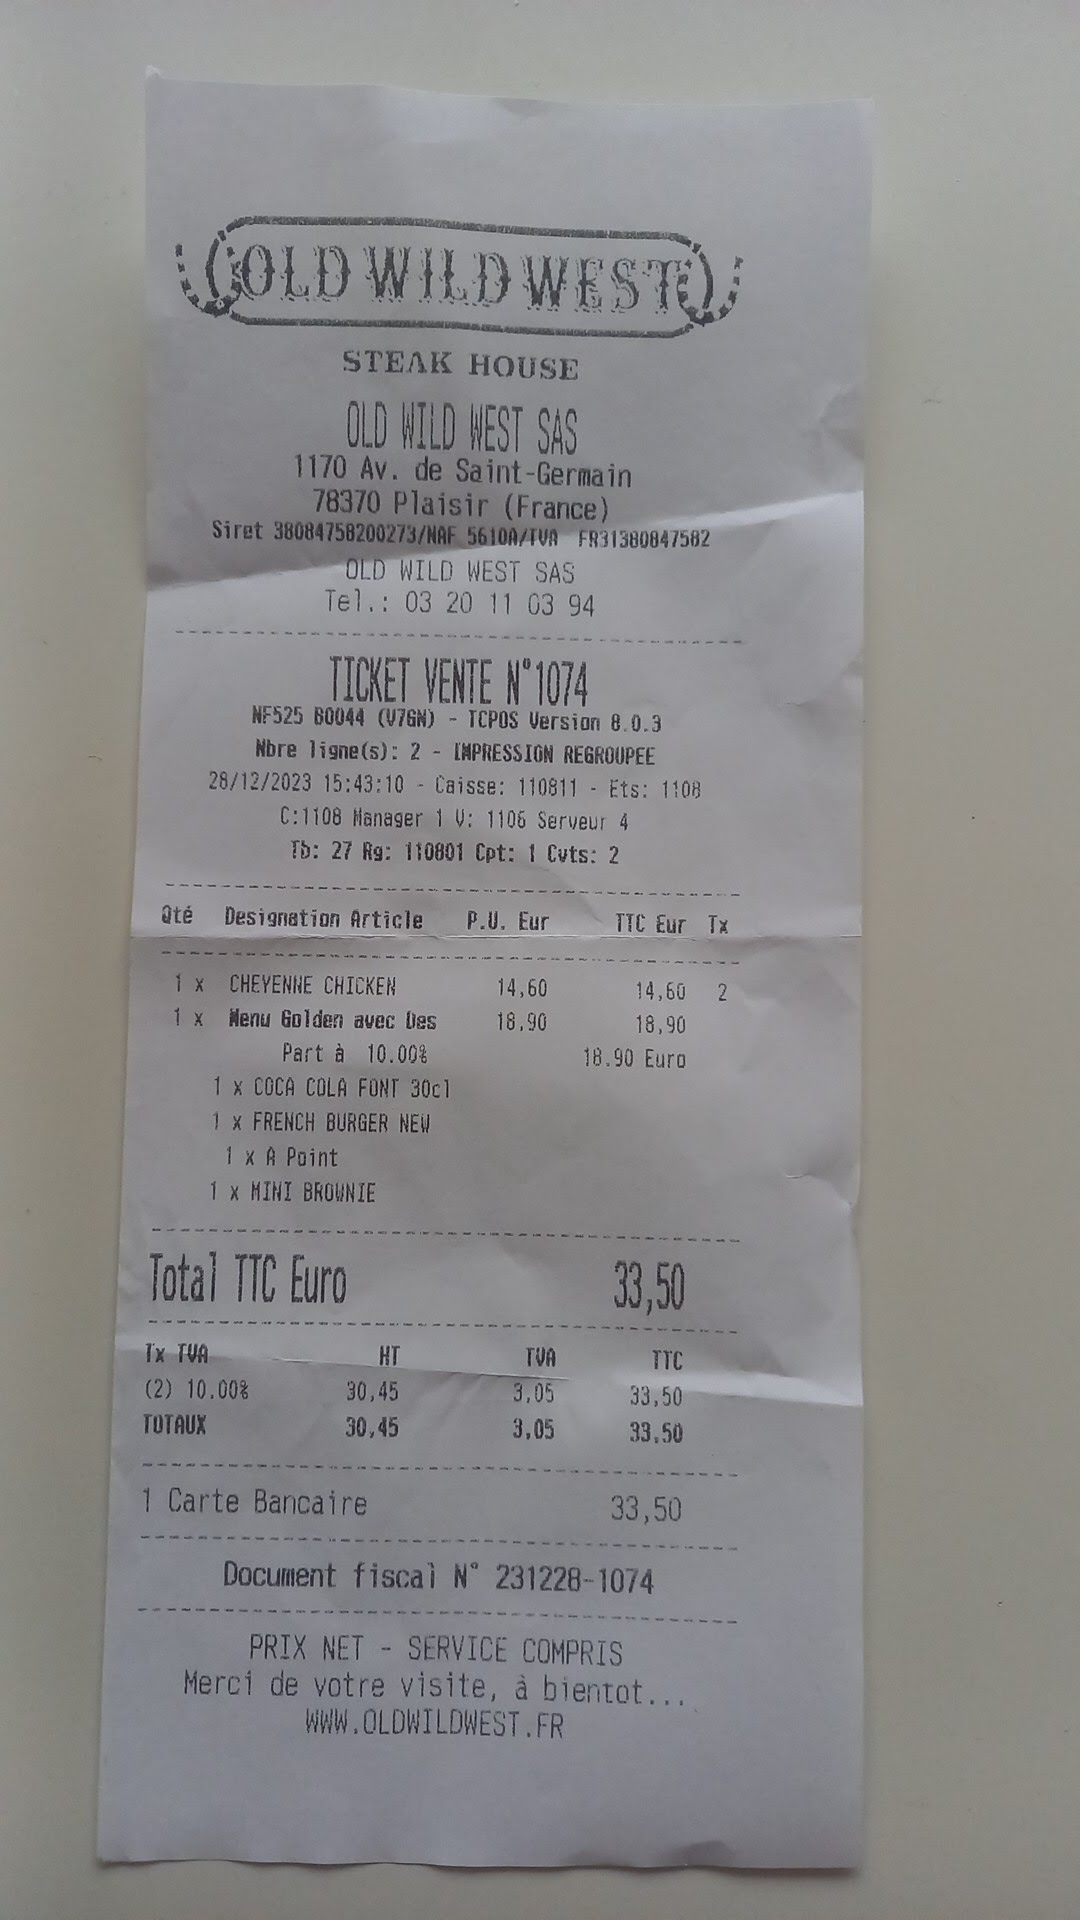 OLD WILD WEST
STEAK HOUSE
OLD WILD WEST SAS
1170 Av. de Saint-Germain
78370 Plaisir (France)
Siret 38084758200273/NAF 5610A/TVA FR31380847582
OLD WILD WEST SAS
Tel.: 03 20 11 03 94
TICKET VENTE N°1074
NF525 B0044 (V7GN) - TCPOS Version 8.0.3
Nbre ligne(s): 2 - IMPRESSION REGROUPEE
28/12/2023 15:43:10 - Caisse: 110811 - Ets: 1108
C:1108 Manager 1 V: 1108 Serveur 4
Tb: 27 Rg: 110801 Cpt: 1 Cvts: 2
Qté Designation Article P.U. Eur TTC Eur Tx
1 x CHEYENNE CHICKEN 14,60 14,60 2
1 x Menu Golden avec Des 18,90 18,90
Part à 10.00% 18.90 Euro
1 x COCA COLA FONT 30cl
1 x FRENCH BURGER NEW
1 x A Point
1 x MINI BROWNIE
Total TTC Euro 33,50
Tx TVA HT TVA TTC
(2) 10.00% 30,45 3,05 33,50
TOTAUX 30,45 3,05 33,50
1 Carte Bancaire 33,50
Document fiscal N° 231228-1074
PRIX NET - SERVICE COMPRIS
Merci de votre visite, à bientot...
WWW.OLDWILDWEST.FR